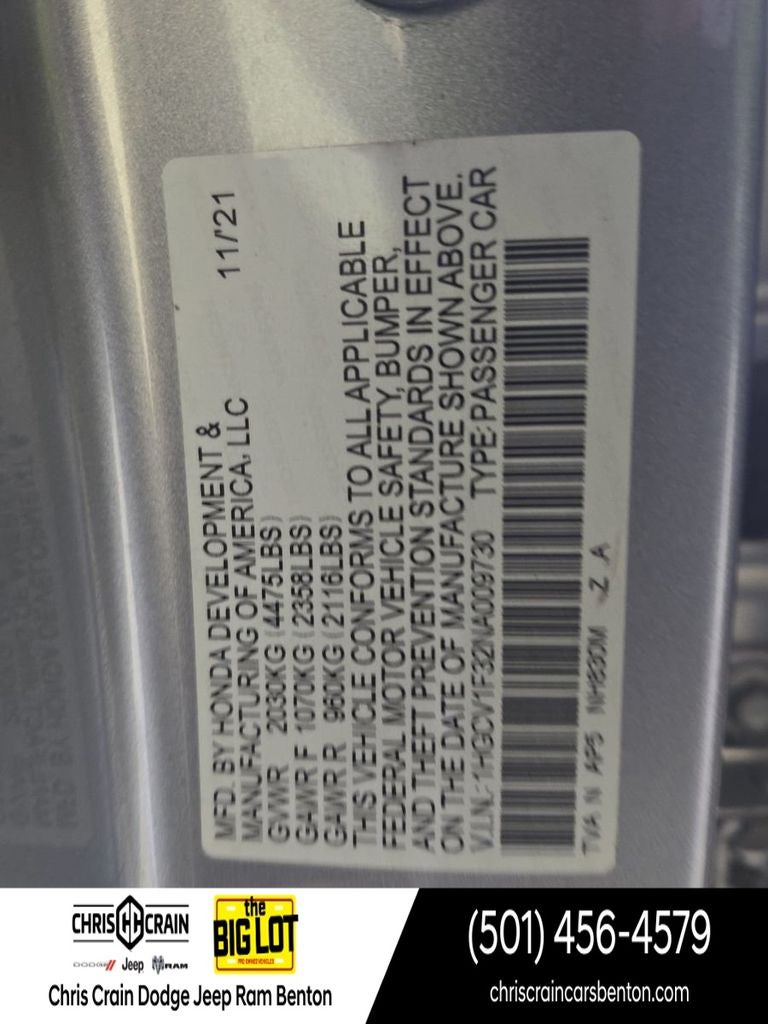 MFD. BY HONDA DEVELOPMENT & 11/'21
MANUFACTURING OF AMERICA, LLC
GVWR 2030KG (4475LBS)
GAWR F 1070KG (2358LBS)
GAWR R 960KG (2116LBS)
THIS VEHICLE CONFORMS TO ALL APPLICABLE
FEDERAL MOTOR VEHICLE SAFETY, BUMPER,
AND THEFT PREVENTION STANDARDS IN EFFECT
ON THE DATE OF MANUFACTURE SHOWN ABOVE.
V.I.N.:1HGCV1F32NA009730 TYPE:PASSENGER CAR
TVA N AP5 NH830M Z A
CHRIS CRAIN
DODGE Jeep RAM
the
BIG LOT
PRE-OWNED VEHICLES
Chris Crain Dodge Jeep Ram Benton
(501) 456-4579
chriscraincarsbenton.com